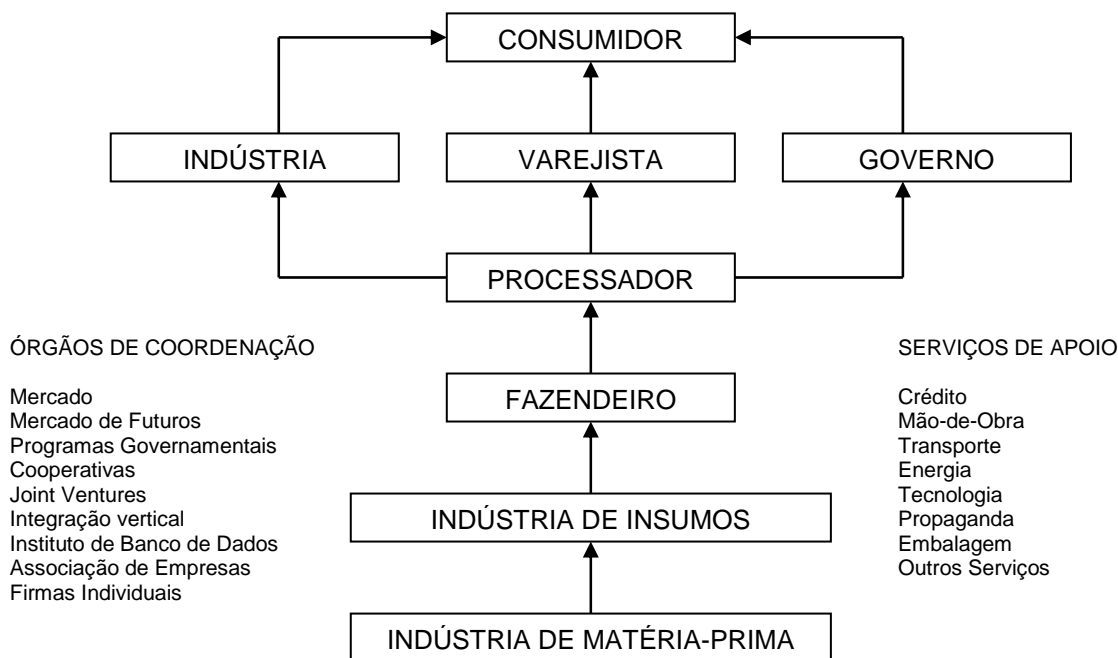 CONSUMIDOR
INDÚSTRIA
VAREJISTA
GOVERNO
PROCESSADOR
ÓRGÃOS DE COORDENAÇÃO
Mercado
Mercado de Futuros
Programas Governamentais
Cooperativas
Joint Ventures
Integração vertical
Instituto de Banco de Dados
Associação de Empresas
Firmas Individuais
FAZENDEIRO
INDÚSTRIA DE INSUMOS
INDÚSTRIA DE MATÉRIA-PRIMA
SERVIÇOS DE APOIO
Crédito
Mão-de-Obra
Transporte
Energia
Tecnologia
Propaganda
Embalagem
Outros Serviços